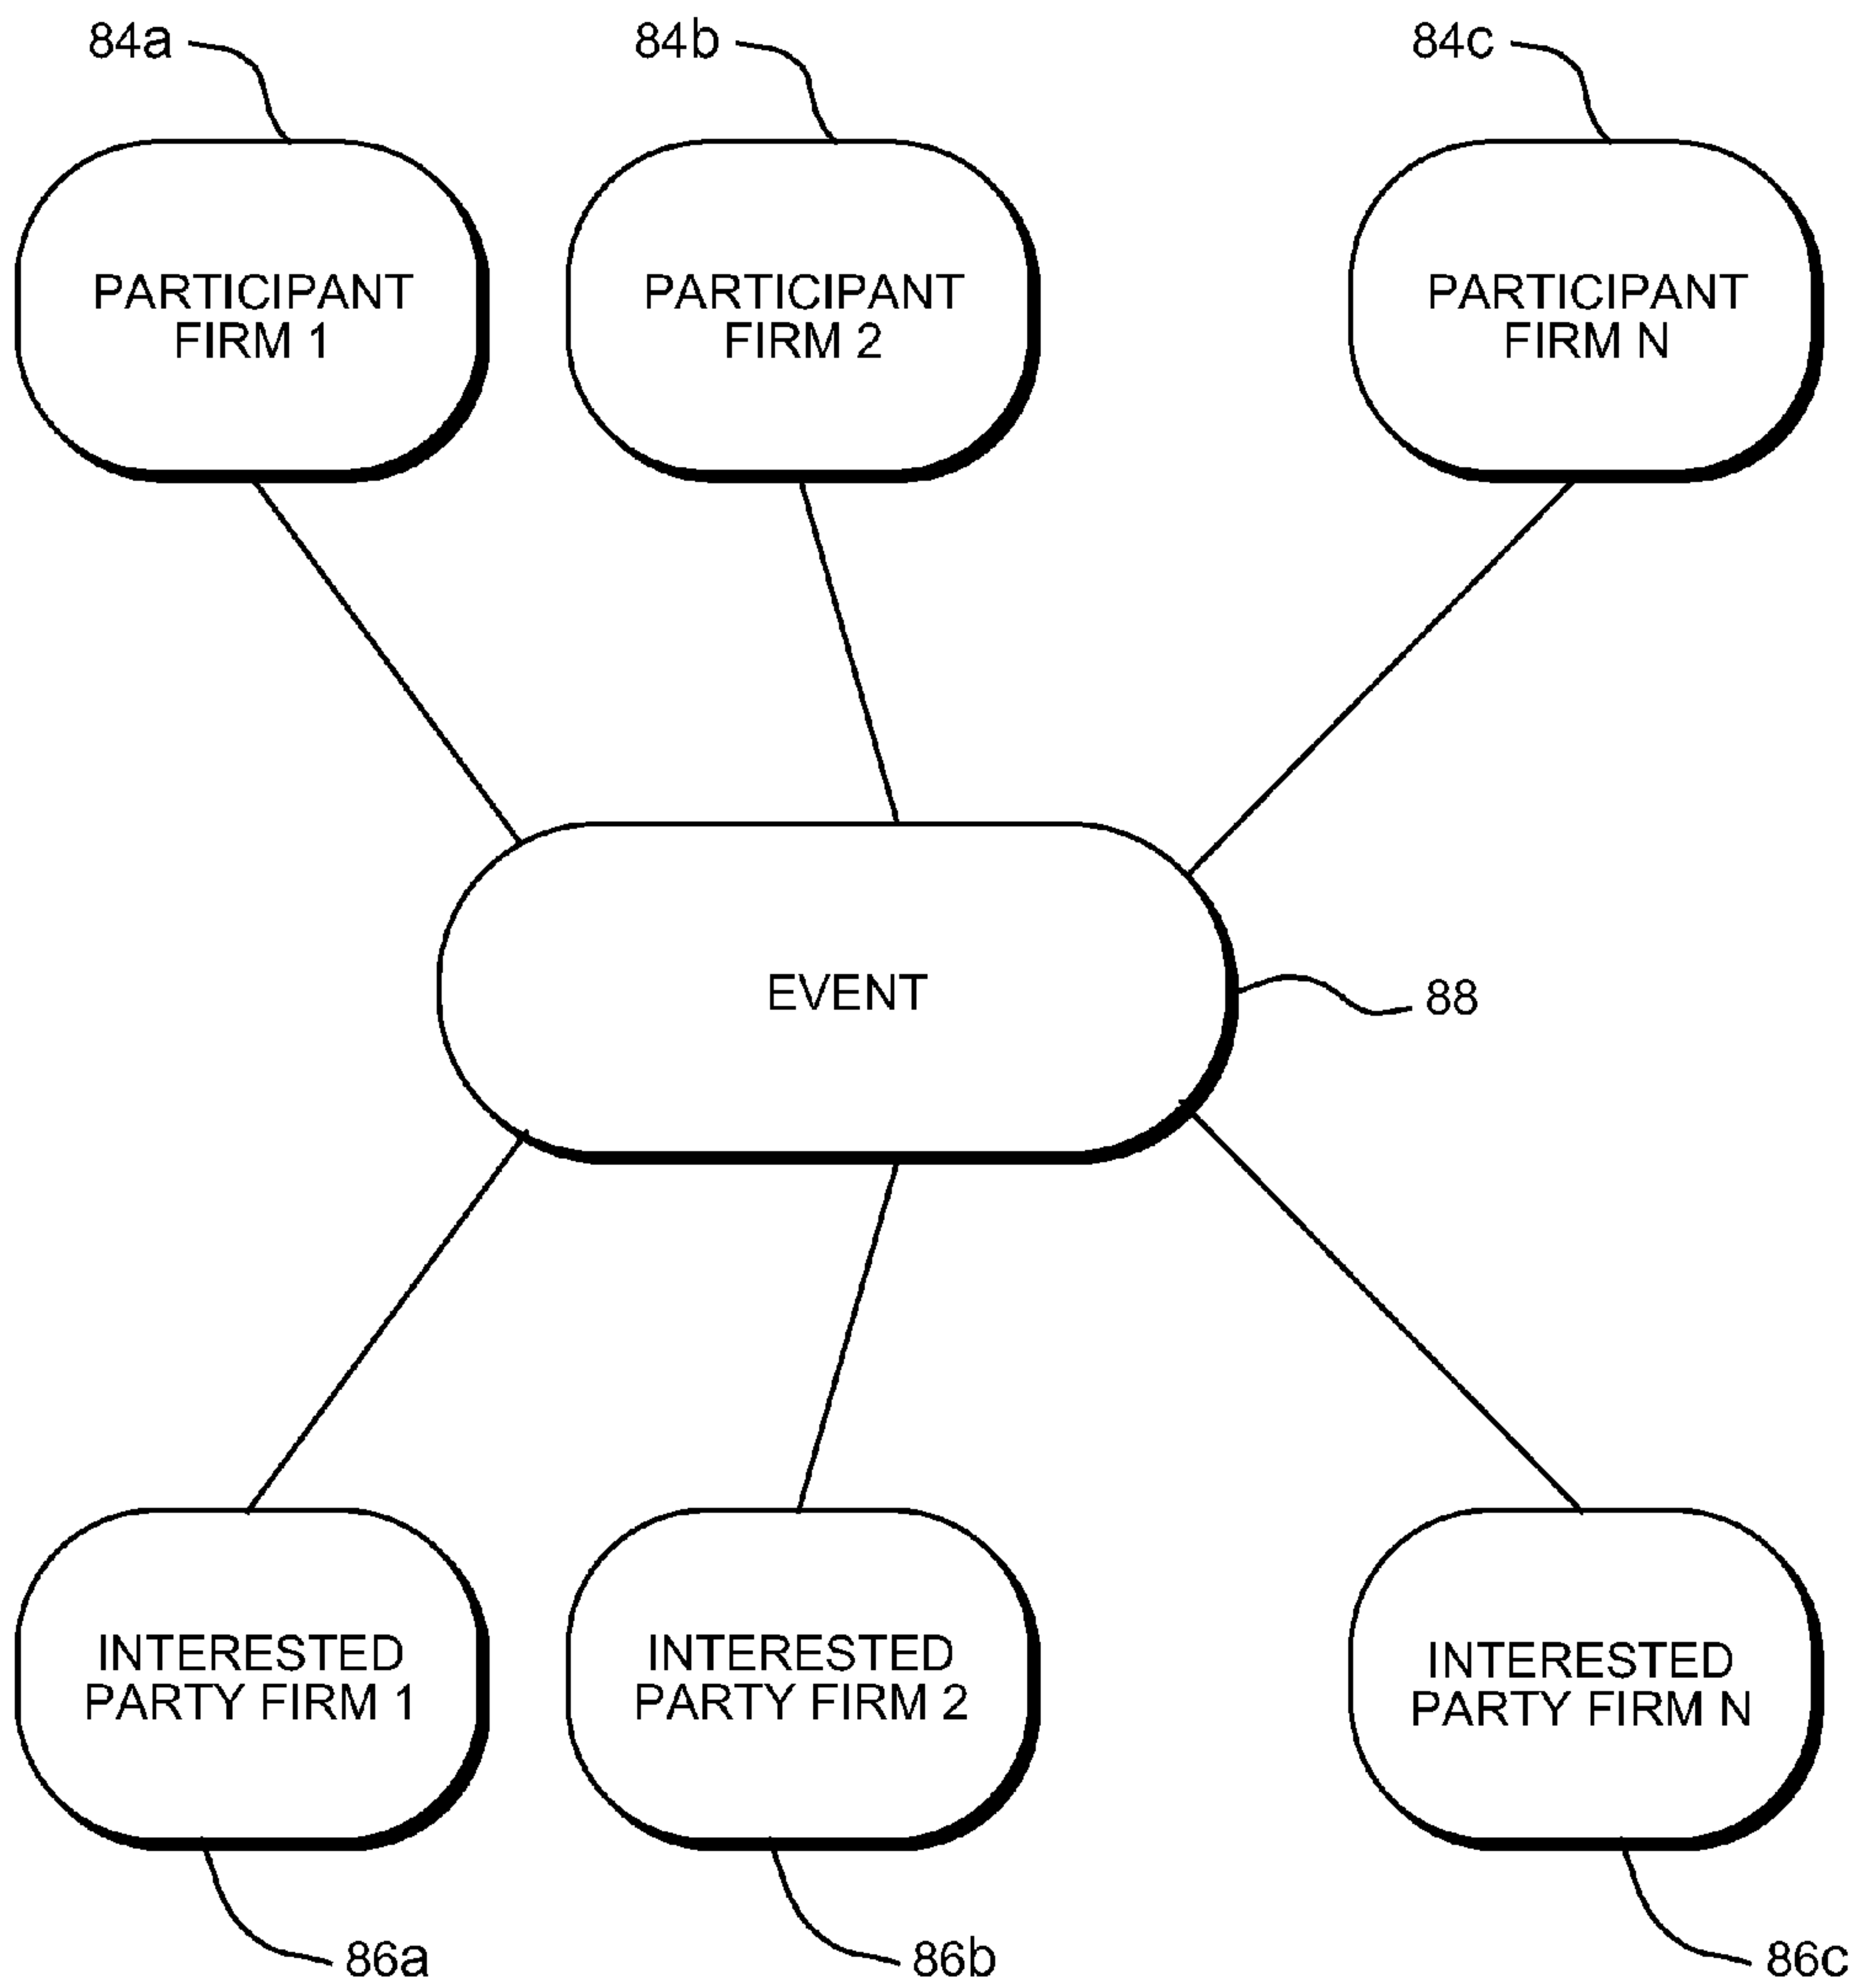 84a
84b
84c
PARTICIPANT
FIRM 1
PARTICIPANT
FIRM 2
PARTICIPANT
FIRM N
EVENT
88
INTERESTED
PARTY FIRM 1
INTERESTED
PARTY FIRM 2
INTERESTED
PARTY FIRM N
86a
86b
86c